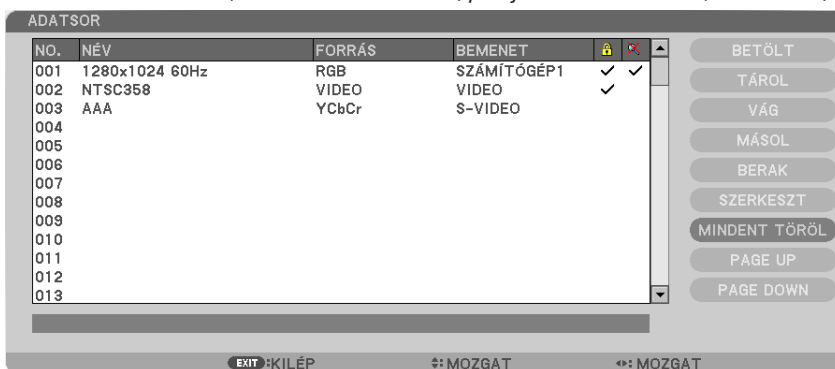 ADATSOR
NO. NÉV FORRÁS BEMENET
001 1280x1024 60Hz RGB SZÁMÍTÓGÉP1
002 NTSC358 VIDEO VIDEO
003 AAA YCbCr S-VIDEO
004
005
006
007
008
009
010
011
012
013
BETÖLT
TÁROL
VÁG
MÁSOL
BERAK
SZERKESZT
MINDENT TÖRÖL
PAGE UP
PAGE DOWN
EXIT:KILÉP :MOZGAT :MOZGAT